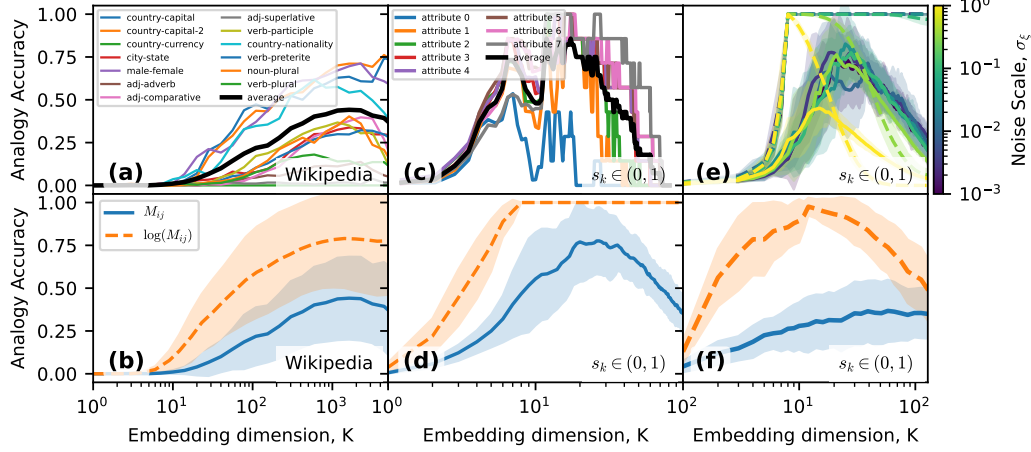 Analogy Accuracy
1.00
0.75
0.50
0.25
0.00
country-capital
country-capital-2
country-currency
city-state
male-female
adj-adverb
adj-comparative
adj-superlative
verb-participle
country-nationality
verb-preterite
noun-plural
verb-plural
average
(a)
Wikipedia
attribute 0
attribute 1
attribute 2
attribute 3
attribute 4
attribute 5
attribute 6
attribute 7
average
(c)
s_k ∈ (0, 1)
(e)
s_k ∈ (0, 1)
10^0
10^-1
10^-2
10^-3
Noise Scale, σ_ξ
Analogy Accuracy
1.00
0.75
0.50
0.25
0.00
M_ij
log(M_ij)
(b)
Wikipedia
(d)
s_k ∈ (0, 1)
(f)
s_k ∈ (0, 1)
10^0
10^1
10^2
10^3
10^1
10^0
10^1
10^2
Embedding dimension, K
Embedding dimension, K
Embedding dimension, K